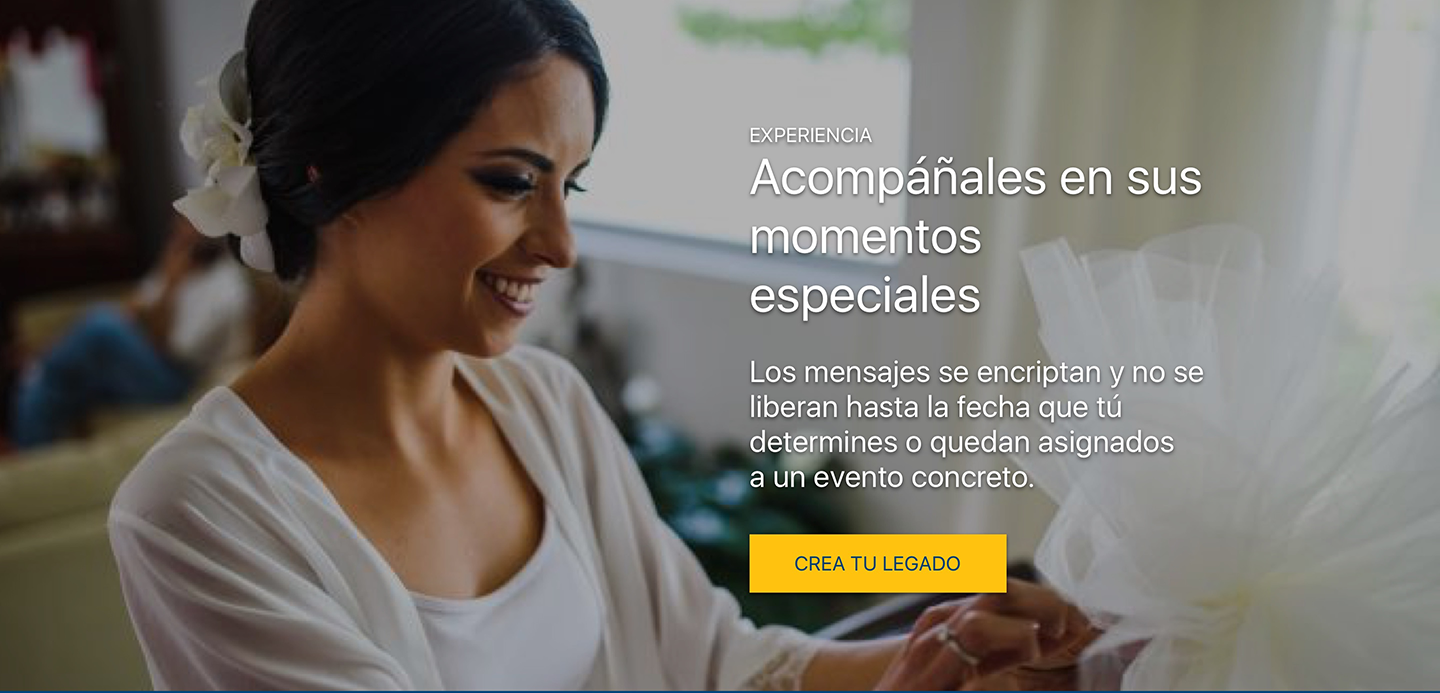 EXPERIENCIA
Acompáñales en sus
momentos
especiales
Los mensajes se encriptan y no se
liberan hasta la fecha que tú
determines o quedan asignados
a un evento concreto.
CREA TU LEGADO